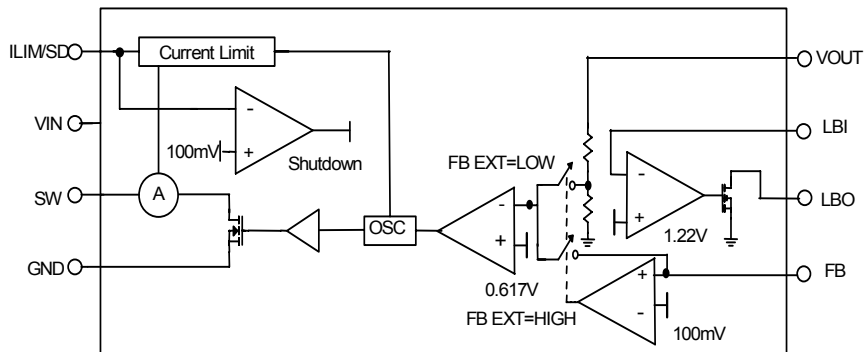 ILIM/SD
Current Limit
VOUT
VIN
LBI
-
100mV
+
Shutdown
FB EXT=LOW
SW
A
-
LBO
-
+
1.22V
OSC
+
GND
0.617V
+
FB
FB EXT=HIGH
-
100mV